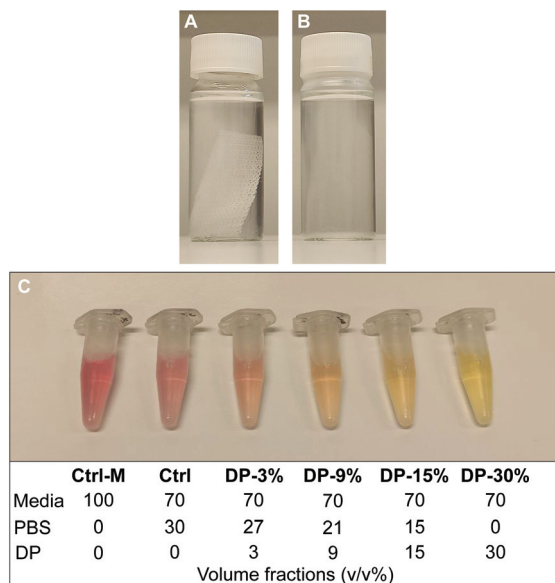 A
B
C
Ctrl-M Ctrl DP-3% DP-9% DP-15% DP-30%
Media 100 70 70 70 70 70
PBS 0 30 27 21 15 0
DP 0 0 3 9 15 30
Volume fractions (v/v%)